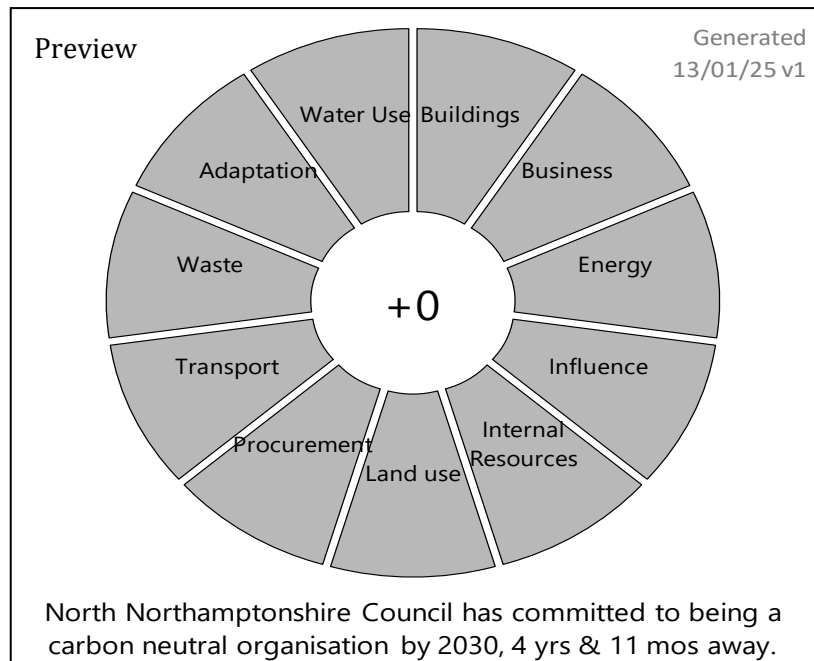 Preview
Generated
13/01/25 v1
Water Use
Buildings
Adaptation
Business
Waste
Energy
+0
Transport
Influence
Procurement
Internal
Resources
Land use
North Northamptonshire Council has committed to being a
carbon neutral organisation by 2030, 4 yrs & 11 mos away.